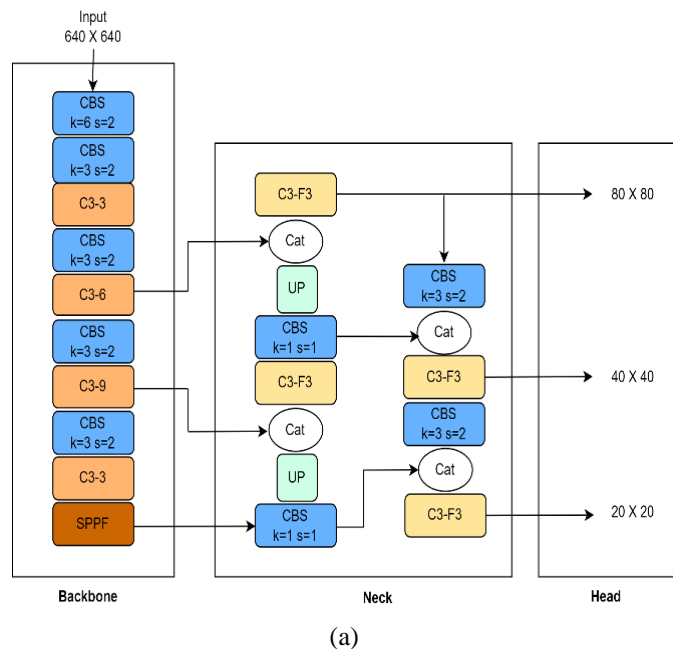 Input
640 X 640
CBS
k=6 s=2
CBS
k=3 s=2
C3-3
CBS
k=3 s=2
C3-6
CBS
k=3 s=2
C3-9
CBS
k=3 s=2
C3-3
SPPF
Backbone
C3-F3
Cat
UP
CBS
k=1 s=1
C3-F3
Cat
UP
CBS
k=1 s=1
CBS
k=3 s=2
Cat
C3-F3
CBS
k=3 s=2
Cat
C3-F3
Neck
80 X 80
40 X 40
20 X 20
Head
(a)